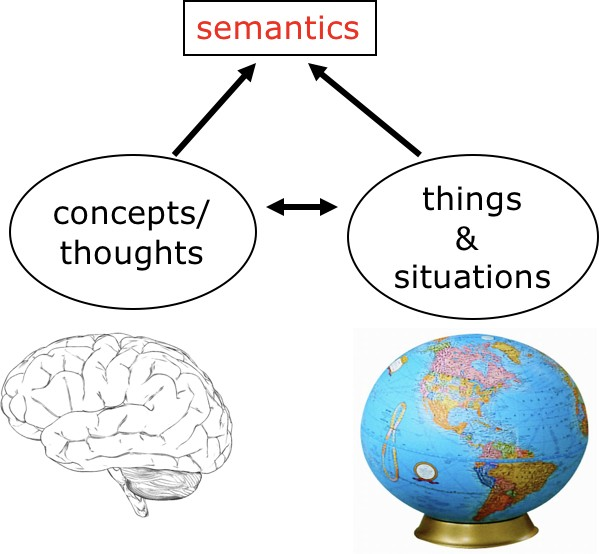 semantics
concepts/
thoughts
things
&
situations